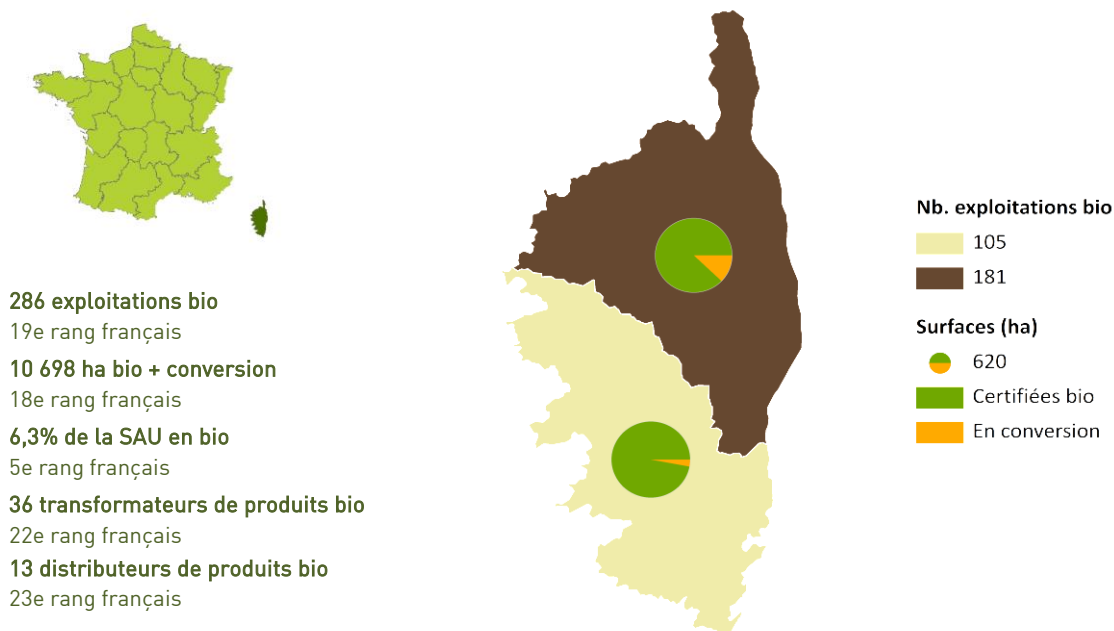 286 exploitations bio
19e rang français
10 698 ha bio + conversion
18e rang français
6,3% de la SAU en bio
5e rang français
36 transformateurs de produits bio
22e rang français
13 distributeurs de produits bio
23e rang français
Nb. exploitations bio
105
181
Surfaces (ha)
620
Certifiées bio
En conversion